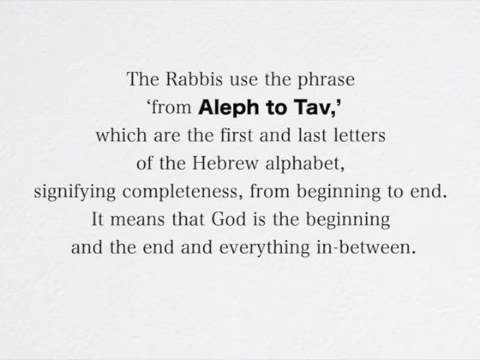 The Rabbis use the phrase
‘from Aleph to Tav,’
which are the first and last letters
of the Hebrew alphabet,
signifying completeness, from beginning to end.
It means that God is the beginning
and the end and everything in-between.